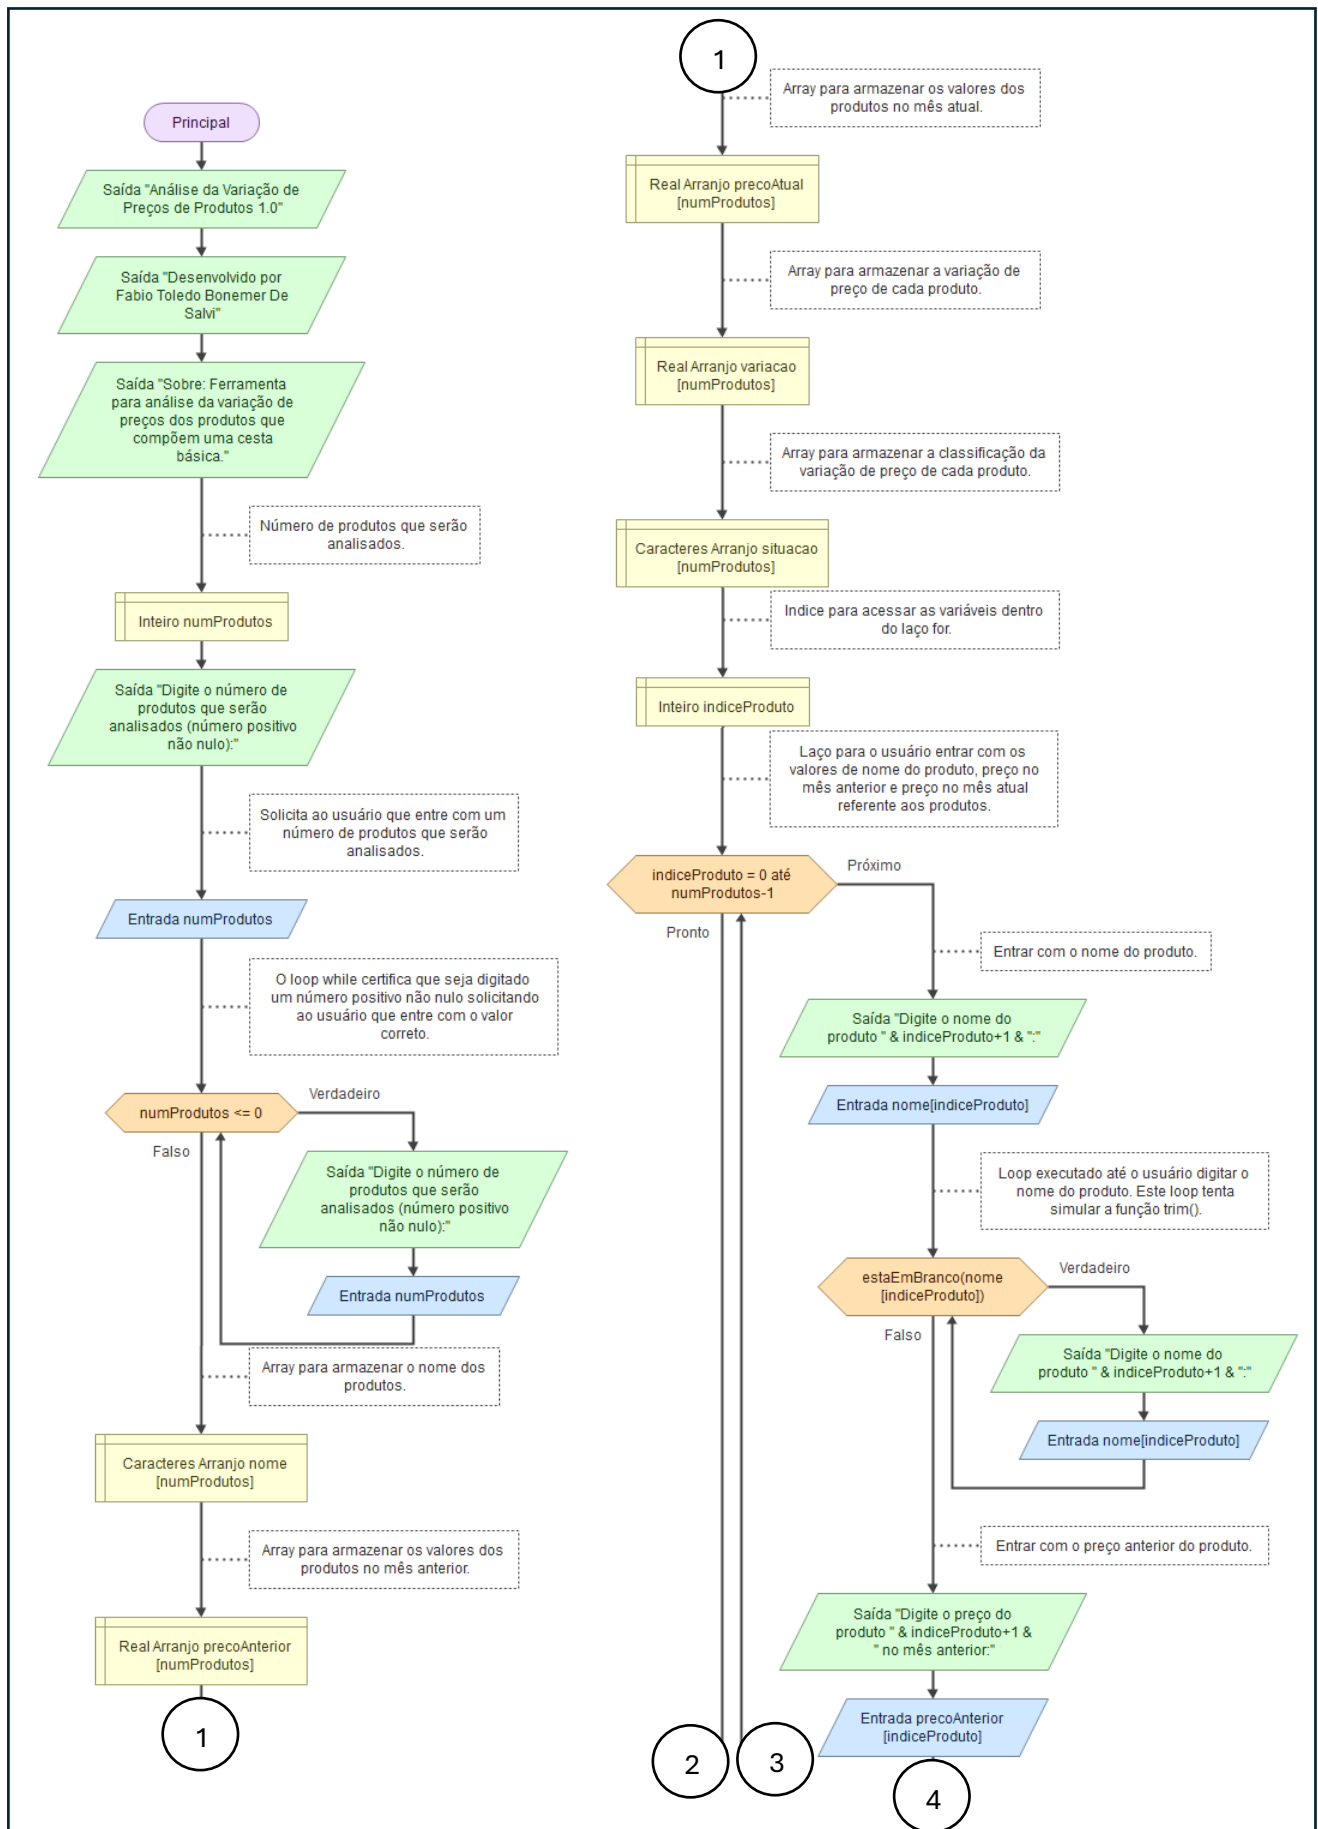 Principal
Saída "Análise da Variação de
Preços de Produtos 1.0"
Saída "Desenvolvido por
Fabio Toledo Bonemer De
Salvi"
Saída "Sobre: Ferramenta
para análise da variação de
preços dos produtos que
compõem uma cesta
básica."
Número de produtos que serão
analisados.
Inteiro numProdutos
Saída "Digite o número de
produtos que serão
analisados (número positivo
não nulo):"
Solicita ao usuário que entre com um
número de produtos que serão
analisados.
Entrada numProdutos
O loop while certifica que seja digitado
um número positivo não nulo solicitando
ao usuário que entre com o valor
correto.
numProdutos <= 0
Verdadeiro
Falso
Saída "Digite o número de
produtos que serão
analisados (número positivo
não nulo):"
Entrada numProdutos
Array para armazenar o nome dos
produtos.
Caracteres Arranjo nome
[numProdutos]
Array para armazenar os valores dos
produtos no mês anterior.
Real Arranjo precoAnterior
[numProdutos]
1
1
Array para armazenar os valores dos
produtos no mês atual.
Real Arranjo precoAtual
[numProdutos]
Array para armazenar a variação de
preço de cada produto.
Real Arranjo variacao
[numProdutos]
Array para armazenar a classificação da
variação de preço de cada produto.
Caracteres Arranjo situacao
[numProdutos]
Indice para acessar as variáveis dentro
do laço for.
Inteiro indiceProduto
Laço para o usuário entrar com os
valores de nome do produto, preço no
mês anterior e preço no mês atual
referente aos produtos.
indiceProduto = 0 até
numProdutos-1
Próximo
Pronto
Entrar com o nome do produto.
Saída "Digite o nome do
produto " & indiceProduto+1 & ":"
Entrada nome[indiceProduto]
Loop executado até o usuário digitar o
nome do produto. Este loop tenta
simular a função trim().
estaEmBranco(nome
[indiceProduto])
Verdadeiro
Falso
Saída "Digite o nome do
produto " & indiceProduto+1 & ":"
Entrada nome[indiceProduto]
Entrar com o preço anterior do produto.
Saída "Digite o preço do
produto " & indiceProduto+1 &
" no mês anterior:"
Entrada precoAnterior
[indiceProduto]
2
3
4